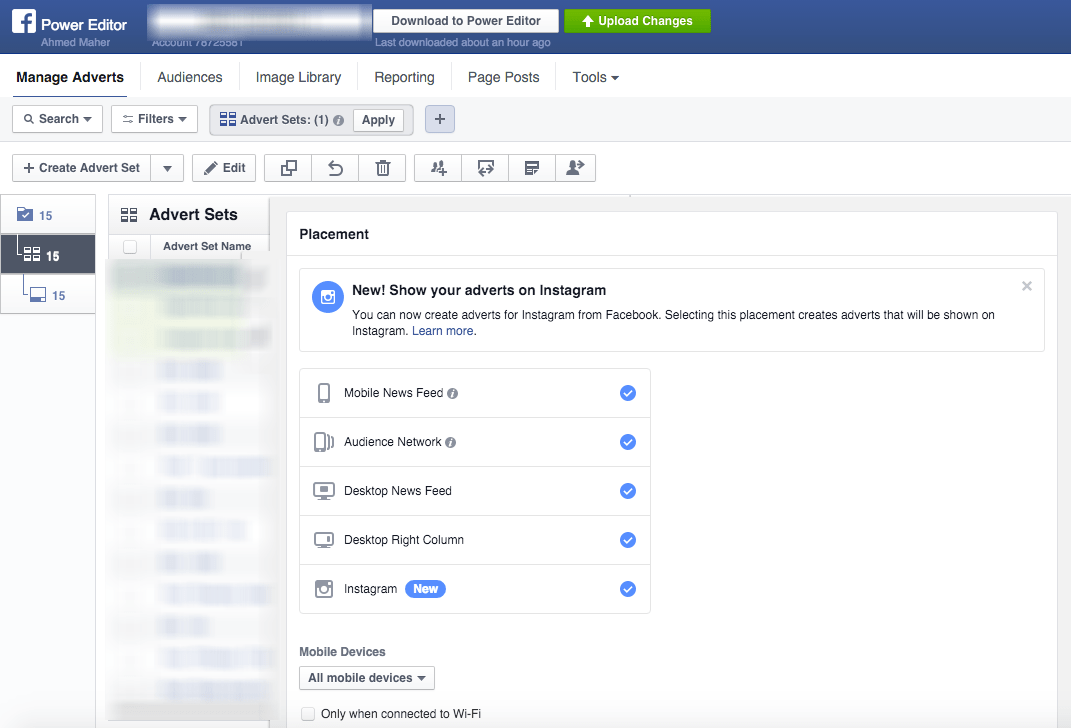 Power Editor
Ahmed Maher
Account 78725581
Download to Power Editor
Upload Changes
Last downloaded about an hour ago
Manage Adverts
Audiences
Image Library
Reporting
Page Posts
Tools
Search
Filters
Advert Sets: (1)
Apply
+
+ Create Advert Set
Edit
15
15
15
Advert Sets
Advert Set Name
Placement
New! Show your adverts on Instagram
You can now create adverts for Instagram from Facebook. Selecting this placement creates adverts that will be shown on
Instagram. Learn more.
Mobile News Feed
Audience Network
Desktop News Feed
Desktop Right Column
Instagram New
Mobile Devices
All mobile devices
Only when connected to Wi-Fi